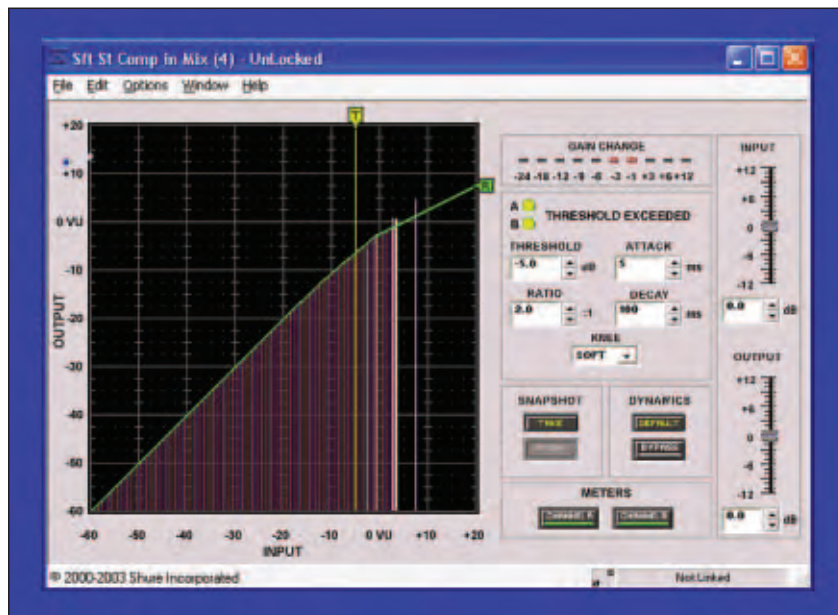 Sft St Comp in Mix (4) - UnLocked
File Edit Options Window Help
T
+20
+10
0 VU
-10
-20
-30
-40
-50
-60
OUTPUT
-60 -50 -40 -30 -20 -10 0 VU +10 +20
INPUT
R
GAIN CHANGE
-24 -18 -12 -9 -6 -3 -1 +3 +6 +12
A
B
THRESHOLD EXCEEDED
THRESHOLD ATTACK
-5.0 dB 5 ms
RATIO DECAY
2.0 :1 100 ms
KNEE
SOFT
SNAPSHOT DYNAMICS
TAKE DEFAULT
BYPASS
METERS
CHANNEL CHANNEL
INPUT
+12
+6
0
-6
-12
0.0 dB
OUTPUT
+12
+6
0
-6
-12
0.0 dB
© 2000-2003 Shure Incorporated
Not Linked